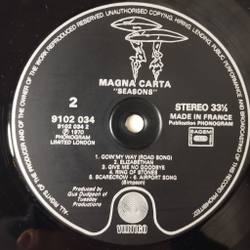 ALL RIGHTS OF THE MANUFACTURER AND OF THE OWNER OF THE WORK REPRODUCED RESERVED UNAUTHORISED COPYING, HIRING, LENDING, PUBLIC PERFORMANCE AND BROADCASTING OF THIS RECORD PROHIBITED
MAGNA CARTA
"SEASONS"
2
STEREO 33⅓
9102 034
MADE IN FRANCE
Publication PHONOGRAM
9102 034 2
℗ 1970
PHONOGRAM
LIMITED LONDON
1. GOIN'MY WAY (ROAD SONG)
2. ELIZABETHAN
3. GIVE ME NO GOODBYE
4. RING OF STONES
5. SCARECROW - 6. AIRPORT SONG
(Simpson)
Produced by
Gus Dudgeon of
Tuesday
Productions
VERTIGO